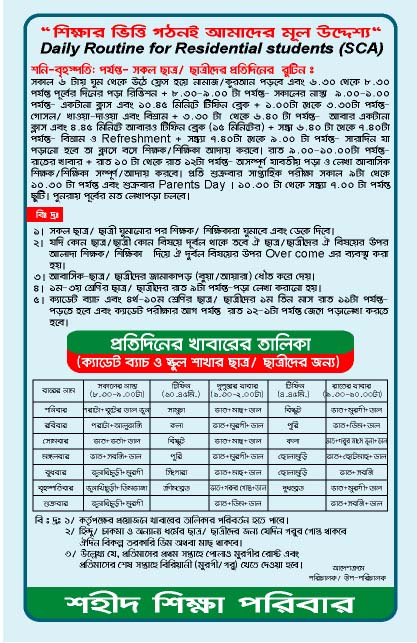 “শিক্ষার ভিত্তি গঠনই আমাদের মূল উদ্দেশ্য“
Daily Routine for Residential students (SCA)
শনি-বৃহস্পতিঃ পর্যন্ত- সকল ছাত্র/ ছাত্রীদের প্রতিদিনের রুটিন ঃ
সকাল ৬ টায় ঘুম থেকে উঠে ফ্রেস হয়ে নামাজ/কুরআন পড়বে এবং ৬.৩০ থেকে ৮.৩০
পর্যন্ত পূর্বের দিনের পড়া রিভিশন + ৮.৩০-৯.০০ টা পর্যন্ত- সকালের নাস্ত ৯.০০-১.০০
পর্যন্ত- একটানা ক্লাস এবং ১০.৪৫ মিনিটে টিফিন ব্রেক + ১.০০টা থেকে ৩.৩০টা পর্যন্ত-
গোসল/ খাওয়া-দাওয়া এবং বিশ্রাম + ৩.৩০ টা থেকে ৬.৪০ টা পর্যন্ত- আবার একটানা
ক্লাস এবং ৪.৪৫ মিনিটে আবারও টিফিন ব্রেক (১৫ মিনিটের) + সন্ধ্যা ৬.৪০ টা থেকে ৭.৪০টা
পর্যন্ত- বিশ্রাম ও Refreshment + সন্ধ্যা ৭.৪০টা থেকে ৯.০০ টা পর্যন্ত- সারাদিন যা
পড়ানো হবে তা ক্লাসে বসে শিক্ষক/শিক্ষিকা আদায় করবে। রাত ৯.০০-১০.০০টা পর্যন্ত-
রাতের খাবার + রাত ১০ টা থেকে রাত ১২টা পর্যন্ত- অসম্পূর্ণ যাবতীয় পড়া ও লেখা আবাসিক
শিক্ষক/শিক্ষিকা সম্পূর্ণ/আদায় করবে। প্রতি শুক্রবার সাপ্তাহিক পরীক্ষা সকাল ৯টা থেকে
১০.৩০ টা পর্যন্ত এবং শুক্রবার Parents Day । ১০.৩০ টা থেকে সন্ধ্যা ৭.০০ টা পর্যন্ত
ছুটি। পুনরায় পূর্বের মত লেখাপড়া চলবে।
বিঃ দ্রঃ
১। সকল ছাত্র/ ছাত্রী ঘুমানোর পর শিক্ষক/ শিক্ষিকারা ঘুমাবে এবং ডেকে দিবে।
২। যদি কোন ছাত্র/ছাত্রী কোন বিষয়ে দূর্বল থাকে তবে ঐ ছাত্র/ছাত্রীদের ঐ বিষয়ের উপর
আলাদা শিক্ষক/ শিক্ষিকা দিয়ে ঐ দূর্বল বিষয়ের উপর Over come এর ব্যবস্থা করা
হয়।
৩। আবাসিক-ছাত্র/ ছাত্রীদের জামাকাপড় (বুয়া/আয়ারা) ধৌত করে দেয়।
৪। ১ম-৩য় শ্রেণির ছাত্র/ ছাত্রীদের রাত ৯টা পর্যন্ত-পড়া লেখা করানো হয়।
৫। ক্যাডেট ব্যাচ এবং ৪র্থ-১০ম শ্রেণির ছাত্র/ ছাত্রীদের ১ম তিন মাস রাত ১১টা পর্যন্ত-
পড়তে হবে এবং ক্যাডেট পরীক্ষার আগ পর্যন্ত রাত ১২-১টা পর্যন্ত জেগে পড়ালেখা করতে
হবে।
প্রতিদিনের খাবারের তালিকা
(ক্যাডেট ব্যাচ ও স্কুল শাখার ছাত্র/ ছাত্রীদের জন্য)
বারের নাম সকালের নাস্ত (৮.৩০-৯.০০টা) টিফিন (১০.৪৫মি.) দুপুরের খাবার টিফিন (৪.৪৫মি.) রাতের খাবার (৯.০০-১০.০০টা)
শনিবার পরাটা+বুটের ডাল ভুন সামুচা ভাত+মাছ+ডাল বিস্কুট ভাত+মুরগী+ডাল
রবিবার পরাটা+আলুভাজি কলা ভাত+মুরগী+ডাল পুরি ভাত+ডিম+ডাল
সোমবার ভাত+ভর্তা+ডাল বিস্কুট ভাত+মাছ+ডাল কলা
মঙ্গলবার ভাত+সবজি+ডাল পুরি ভাত+মুরগী+ডাল ছোলামুড়ি ভাত+ছোটমাছ+ডাল
বুধবার ভুনাখিচুড়ী+মুরগী সিংগারা ভাত+মাছ+ডাল ছোলামুড়ি ভাত+সবজি
বৃহস্পতিবার ভুনাখিচুড়ী+ডিমভাজা ক্রীমব্রেড ভাত+গরুর গোস্ত+ডাল ভাত+মুরগী+ডাল
শুক্রবার ভুনাখিচুড়ী+মুরগী ভাত+ডিম+ডাল ভাত+সবজি+ডাল
বি ঃ দ্রঃ ১/ কর্তৃপক্ষের প্রয়োজনে খাবারের তালিকার পরিবর্তন হতে পারে।
২/ হিন্দু/ চাকমা ও অন্যান্য ধর্মের ছাত্র/ ছাত্রীদের জন্য যেদিন গরুর গোস্ত থাকবে
ঐদিন বিকল্প তরকারি ডিম অথবা মাছ থাকবে।
৩/ উল্লেখ্য যে, প্রতিমাসের প্রথম সপ্তাহে পোলাও মুরগীর রোস্ট এবং
প্রতিমাসের শেষ সপ্তাহে বিরিয়ানী (মুরগী/ গরু) খেতে দেওয়া হবে।
আদেশক্রমে
পরিচালক/ উপ-পরিচালক
শহীদ শিক্ষা পরিবার